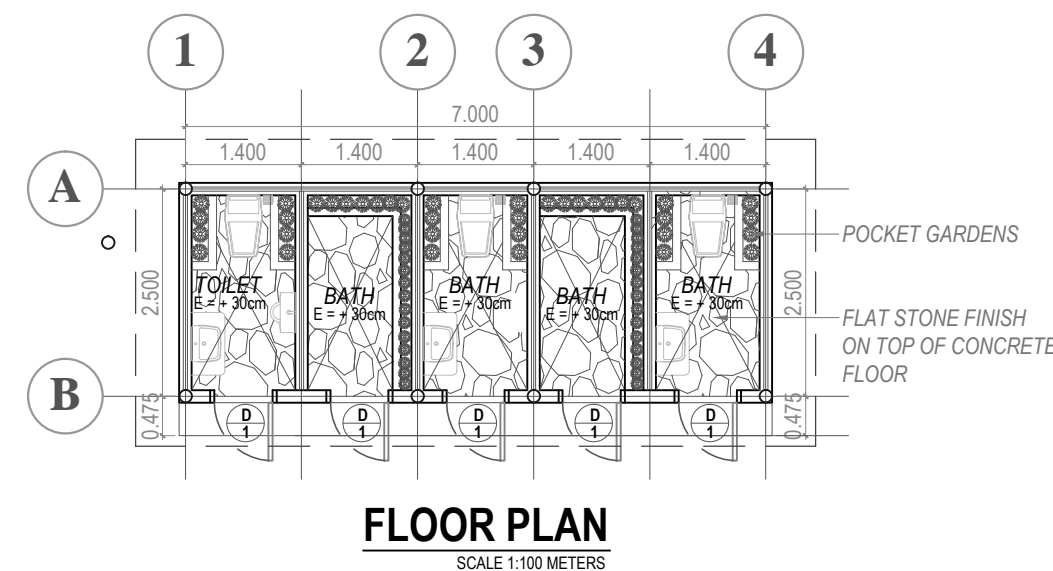 1 2 3 4
7.000
1.400 1.400 1.400 1.400 1.400
A
POCKET GARDENS
2.500
2.500
TOILET
E = + 30cm
BATH
E = + 30cm
BATH
E = + 30cm
BATH
E = + 30cm
BATH
E = + 30cm
FLAT STONE FINISH
ON TOP OF CONCRETE
FLOOR
B
0.475
0.475
D
1
D
1
D
1
D
1
D
1
FLOOR PLAN
SCALE 1:100 METERS